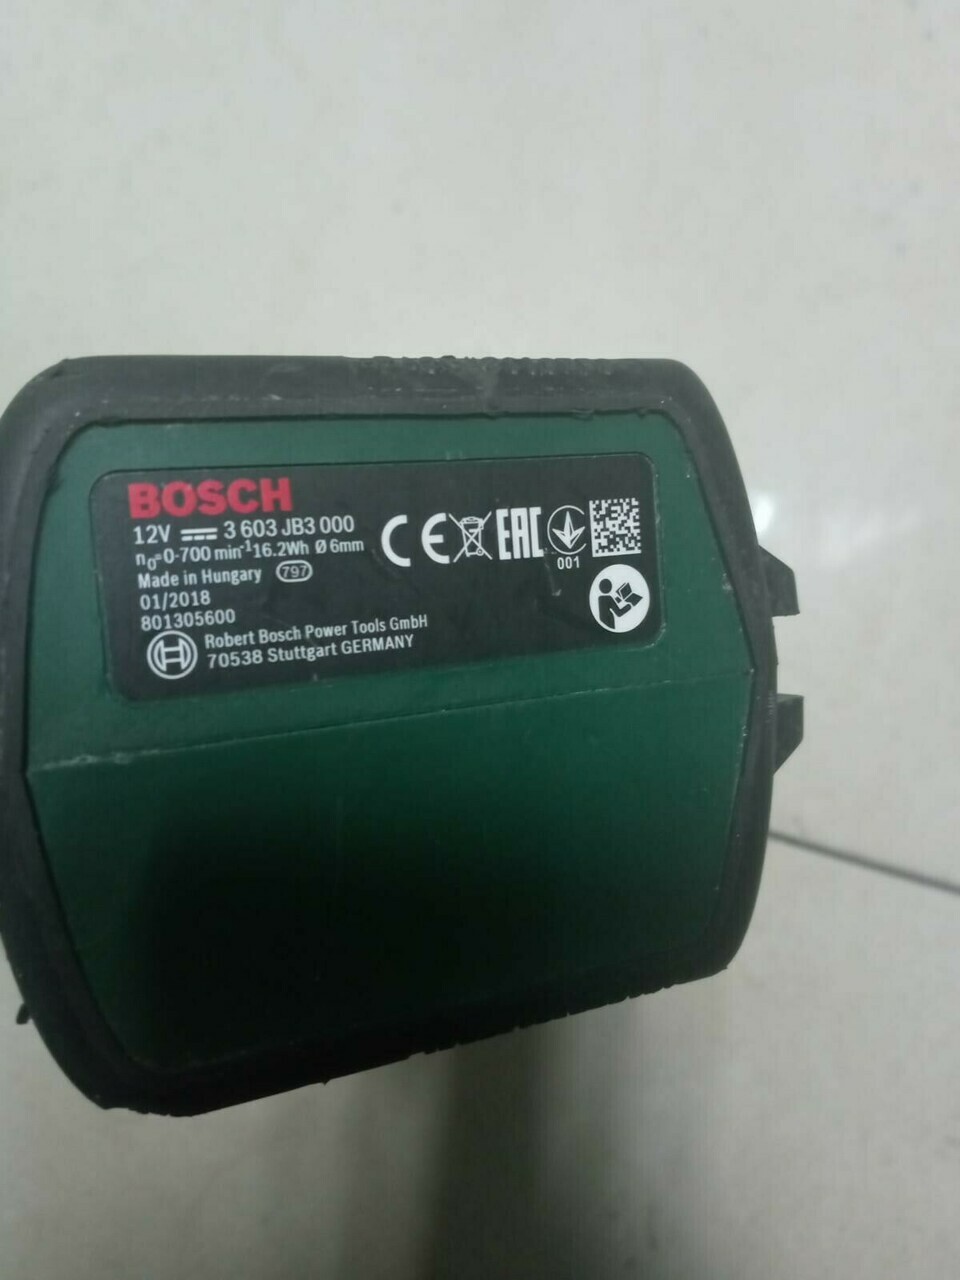 BOSCH
12V 3 603 JB3 000
n₀=0-700 min⁻¹ 16.2Wh Ø 6mm
Made in Hungary 797
01/2018
801305600
Robert Bosch Power Tools GmbH
70538 Stuttgart GERMANY
CE
EAC
001